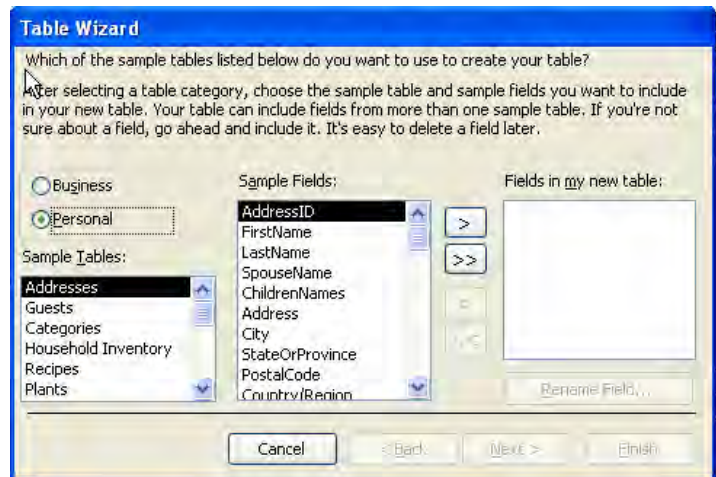 Table Wizard
Which of the sample tables listed below do you want to use to create your table?
After selecting a table category, choose the sample table and sample fields you want to include
in your new table. Your table can include fields from more than one sample table. If you're not
sure about a field, go ahead and include it. It's easy to delete a field later.
Business
Personal
Sample Tables:
Addresses
Guests
Categories
Household Inventory
Recipes
Plants
Sample Fields:
AddressID
FirstName
LastName
SpouseName
ChildrenNames
Address
City
StateOrProvince
PostalCode
Country/Region
>
>>
<
<<
Fields in my new table:
Rename Field...
Cancel
< Back
Next >
Finish